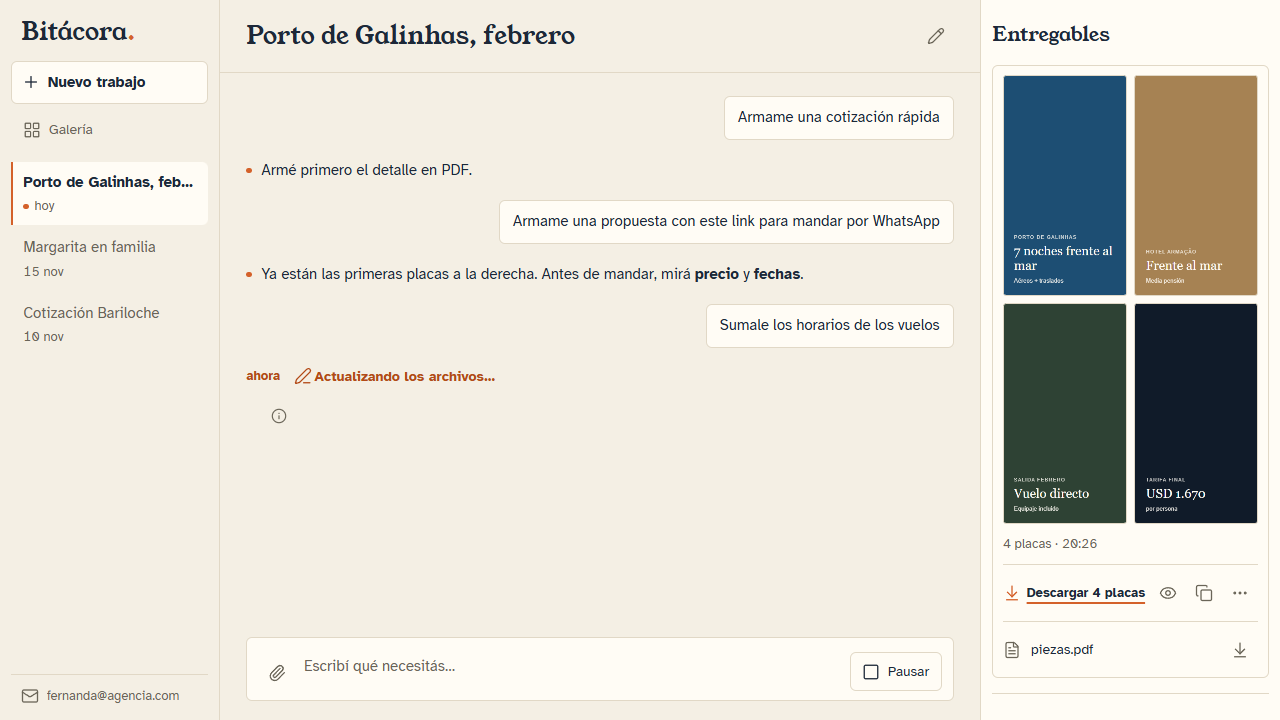 Bitácora.
Nuevo trabajo
Galería
Porto de Galinhas, feb...
hoy
Margarita en familia
15 nov
Cotización Bariloche
10 nov
fernanda@agencia.com
Porto de Galinhas, febrero
Armame una cotización rápida
Armé primero el detalle en PDF.
Armame una propuesta con este link para mandar por WhatsApp
Ya están las primeras placas a la derecha. Antes de mandar, mirá precio y fechas.
Sumale los horarios de los vuelos
ahora Actualizando los archivos...
Escribí qué necesitás...
Pausar
Entregables
PORTO DE GALINHAS
7 noches frente al
mar
Aéreos + traslados
HOTEL ARMAÇÃO
Frente al mar
Media pensión
SALIDA FEBRERO
Vuelo directo
Equipaje incluido
TARIFA FINAL
USD 1.670
por persona
4 placas · 20:26
Descargar 4 placas
piezas.pdf